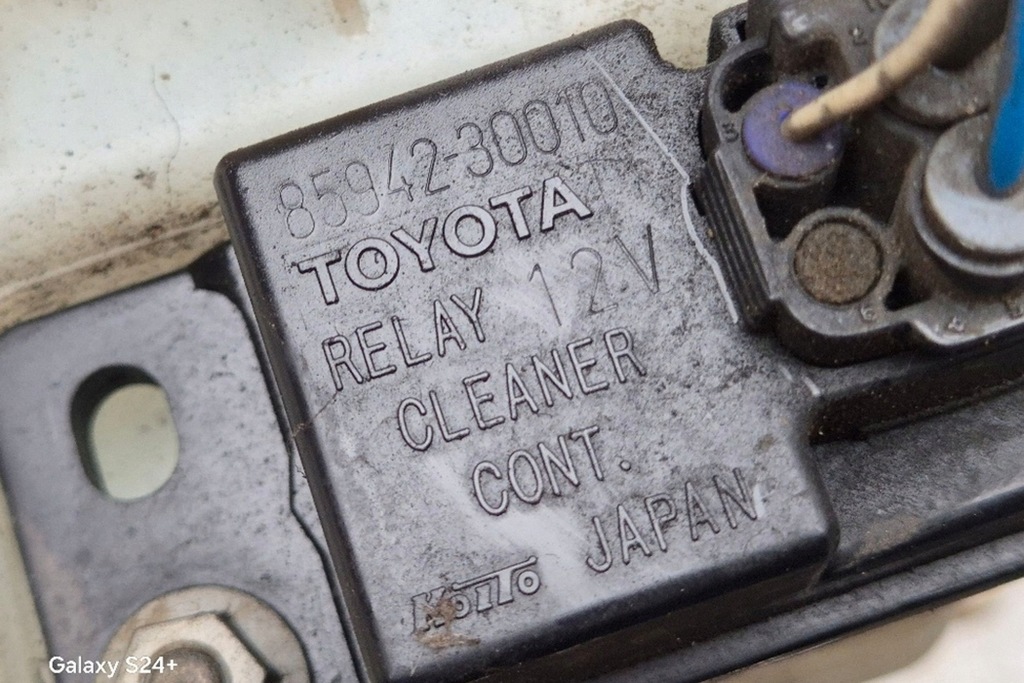 85942-30010
TOYOTA
RELAY 12V
CLEANER
CONT.
JAPAN
KOITO
Galaxy S24+